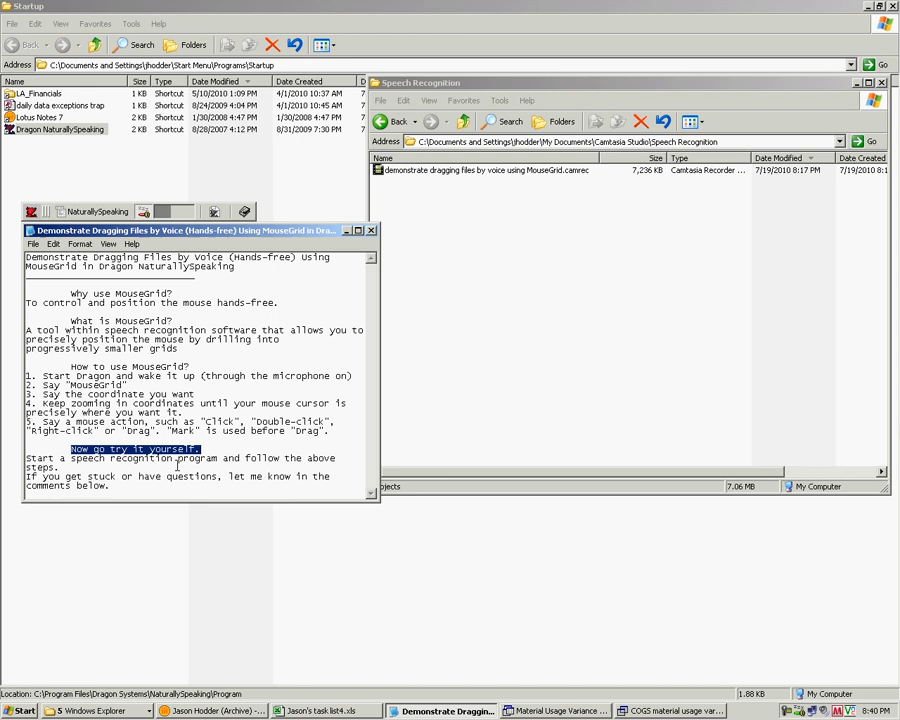 Startup
File Edit View Favorites Tools Help
Back Search Folders
Address C:\Documents and Settings\jhodder\Start Menu\Programs\Startup Go
Name Size Type Date Modified Date Created D
LA_Financials 1 KB Shortcut 5/10/2010 1:09 PM 4/1/2010 10:37 AM 7
daily data exceptions trap 1 KB Shortcut 8/24/2009 4:04 PM 4/1/2010 10:45 AM 7
Lotus Notes 7 2 KB Shortcut 1/30/2008 4:47 PM 1/30/2008 4:47 PM 7
Dragon NaturallySpeaking 2 KB Shortcut 8/28/2007 4:12 PM 8/31/2009 7:30 PM 7
Speech Recognition
File Edit View Favorites Tools Help
Back Search Folders
Address C:\Documents and Settings\jhodder\My Documents\Camtasia Studio\Speech Recognition Go
Name Size Type Date Modified Date Created
demonstrate dragging files by voice using MouseGrid.camrec 7,236 KB Camtasia Recorder ... 7/19/2010 8:17 PM 7/19/2010 8:1
NaturallySpeaking
Demonstrate Dragging Files by Voice (Hands-free) Using MouseGrid in Dra...
File Edit Format View Help
Demonstrate Dragging Files by Voice (Hands-free) Using
MouseGrid in Dragon NaturallySpeaking
Why use MouseGrid?
To control and position the mouse hands-free.
What is MouseGrid?
A tool within speech recognition software that allows you to
precisely position the mouse by drilling into
progressively smaller grids
How to use MouseGrid?
1. Start Dragon and wake it up (through the microphone on)
2. Say "MouseGrid"
3. Say the coordinate you want
4. Keep zooming in coordinates until your mouse cursor is
precisely where you want it.
5. Say a mouse action, such as "Click", "Double-click",
"Right-click" or "Drag". "Mark" is used before "Drag".
Now go try it yourself.
Start a speech recognition program and follow the above
steps.
If you get stuck or have questions, let me know in the
comments below.
ojects 7.06 MB My Computer
Location: C:\Program Files\Dragon Systems\NaturallySpeaking\Program 1.88 KB My Computer
Start 5 Windows Explorer Jason Hodder (Archive) - ... Jason's task list4.xls Demonstrate Draggin... Material Usage Variance ... COGS material usage var... 8:40 PM